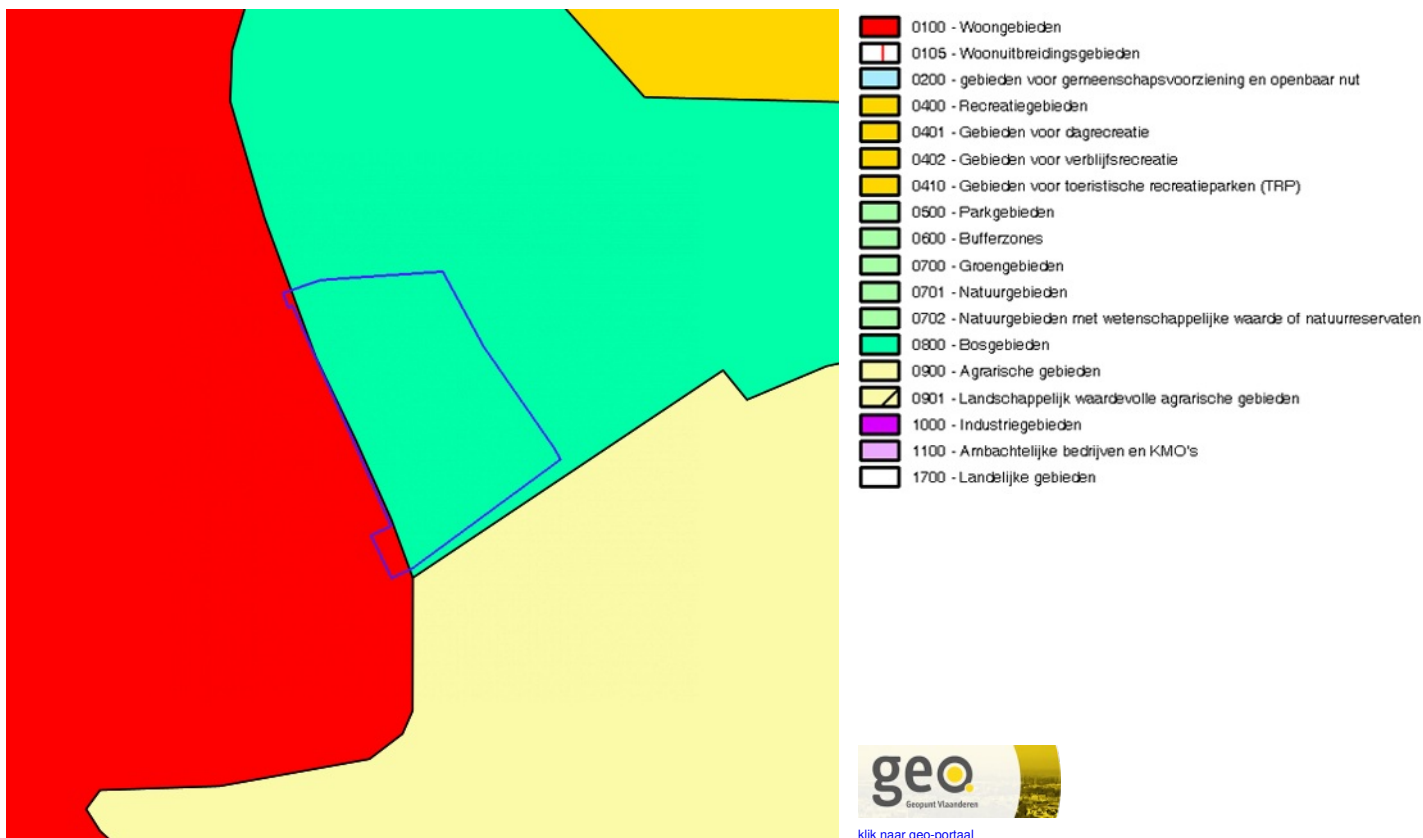 0100 - Woongebieden
0105 - Woonuitbreidingsgebieden
0200 - gebieden voor gemeenschapsvoorziening en openbaar nut
0400 - Recreatiegebieden
0401 - Gebieden voor dagrecreatie
0402 - Gebieden voor verblijfsrecreatie
0410 - Gebieden voor toeristische recreatieparken (TRP)
0500 - Parkgebieden
0600 - Bufferzones
0700 - Groengebieden
0701 - Natuurgebieden
0702 - Natuurgebieden met wetenschappelijke waarde of natuurreservaten
0800 - Bosgebieden
0900 - Agrarische gebieden
0901 - Landschappelijk waardevolle agrarische gebieden
1000 - Industriegebieden
1100 - Ambachtelijke bedrijven en KMO's
1700 - Landelijke gebieden
geo.
Geopunt Vlaanderen
klik naar geo-portaal